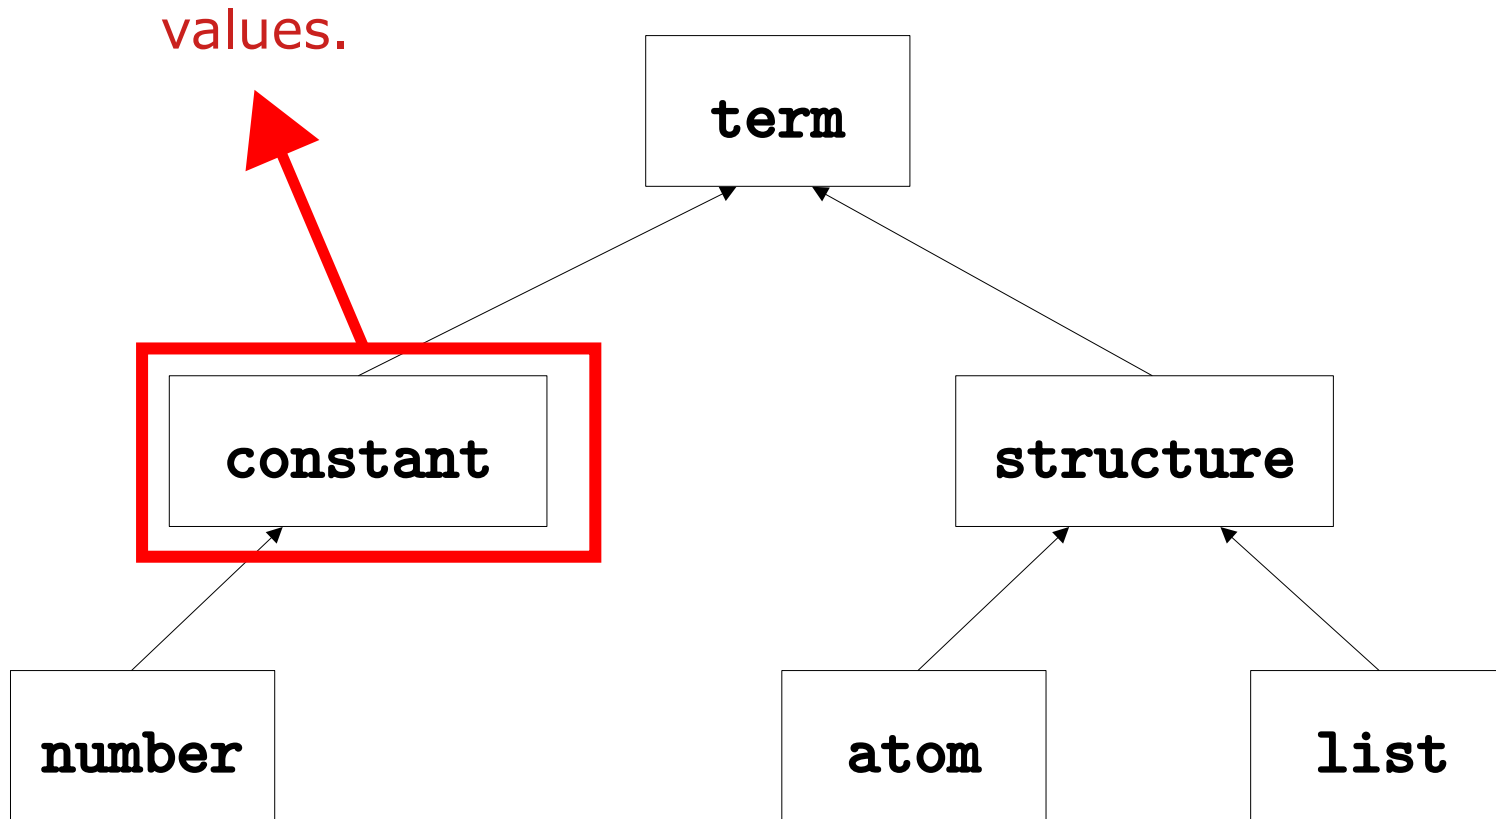 values.
term
constant
structure
number
atom
list